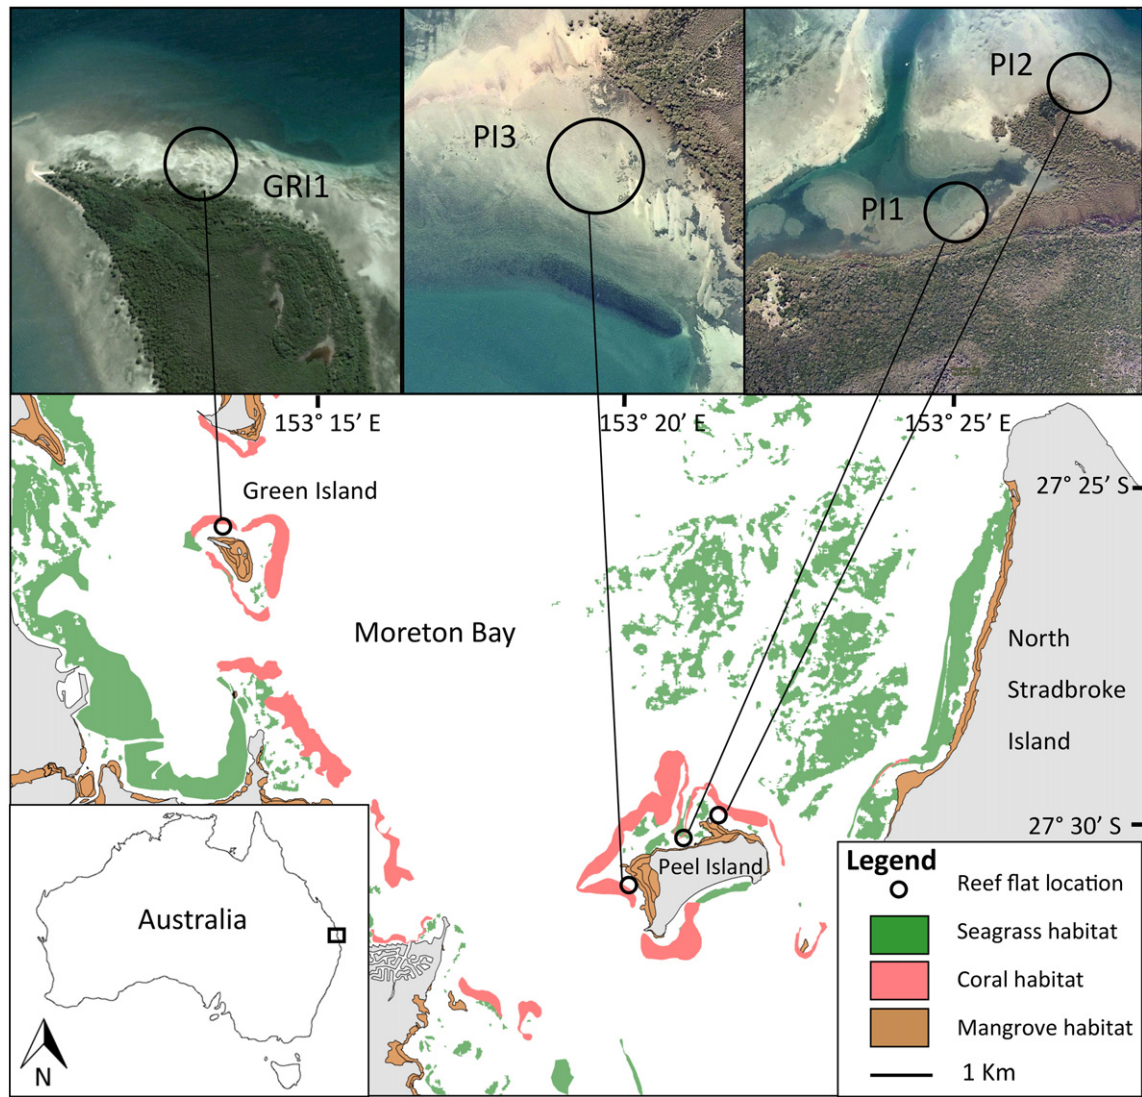 GRI1
PI3
PI2
PI1
153° 15' E
153° 20' E
153° 25' E
27° 25' S
Green Island
Moreton Bay
North
Stradbroke
Island
27° 30' S
Peel Island
Australia
N
Legend
Reef flat location
Seagrass habitat
Coral habitat
Mangrove habitat
1 Km